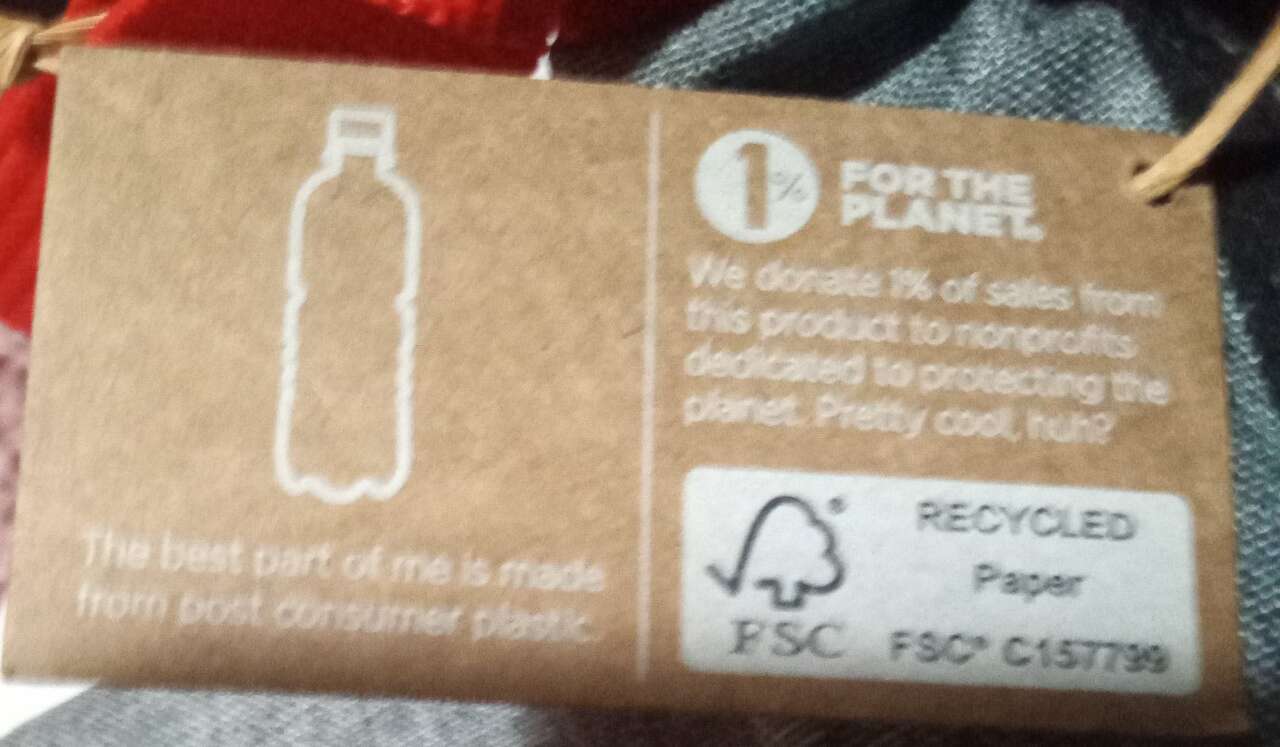 The best part of me is made
from post consumer plastic.
1%
FOR THE
PLANET.
We donate 1% of sales from
this product to nonprofits
dedicated to protecting the
planet. Pretty cool, huh?
FSC
RECYCLED
Paper
FSC® C157799